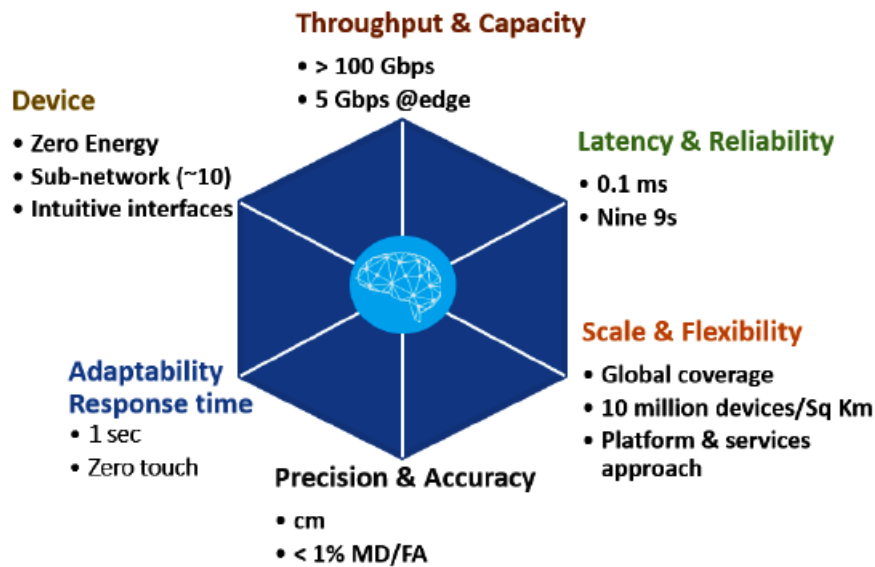 Throughput & Capacity
• > 100 Gbps
• 5 Gbps @edge
Device
• Zero Energy
• Sub-network (~10)
• Intuitive interfaces
Latency & Reliability
• 0.1 ms
• Nine 9s
Scale & Flexibility
• Global coverage
• 10 million devices/Sq Km
• Platform & services
approach
Adaptability
Response time
• 1 sec
• Zero touch
Precision & Accuracy
• cm
• < 1% MD/FA